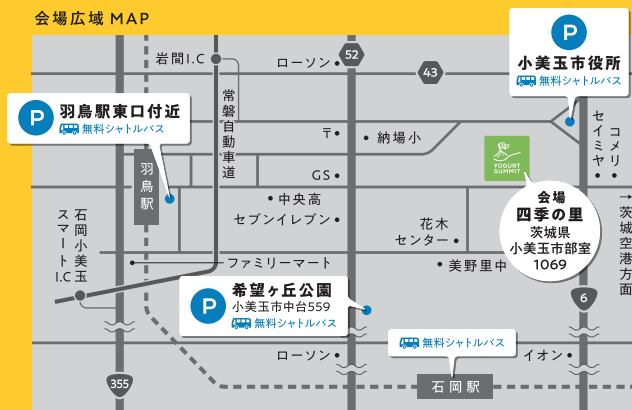 会場広域 MAP
岩間I.C
ローソン
52
43
P
小美玉市役所
無料シャトルバス
P
羽鳥駅東口付近
無料シャトルバス
常磐自動車道
〒
納場小
セイミヤ
コメリ
YOGURT
SUMMIT
羽鳥駅
GS
中央高
セブンイレブン
花木
センター
会場
四季の里
茨城県
小美玉市部室
1069
→茨城空港方面
石岡小美玉
スマートI.C
ファミリーマート
美野里中
P
希望ヶ丘公園
小美玉市中台559
無料シャトルバス
6
ローソン
無料シャトルバス
イオン
355
石岡駅